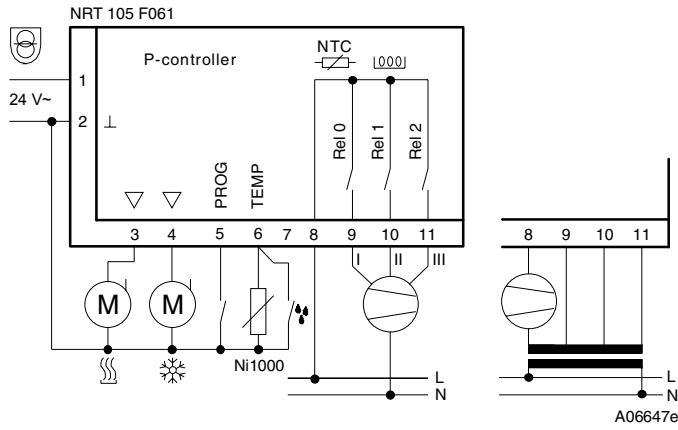 NRT 105 F061
P-controller
NTC
1
24 V~
2
⊥
Rel 0
Rel 1
Rel 2
PROG
TEMP
3 4 5 6 7 8 9 10 11
8 9 10 11
I II III
M M
Ni1000
L
N
L
N
A06647e